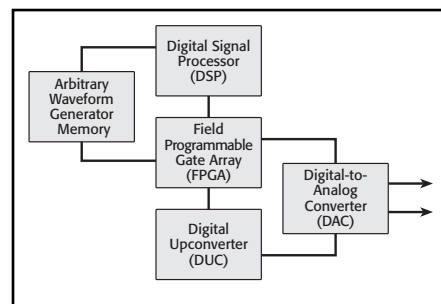 Digital Signal
Processor
(DSP)
Arbitrary
Waveform
Generator
Memory
Field
Programmable
Gate Array
(FPGA)
Digital-to-
Analog
Converter
(DAC)
Digital
Upconverter
(DUC)